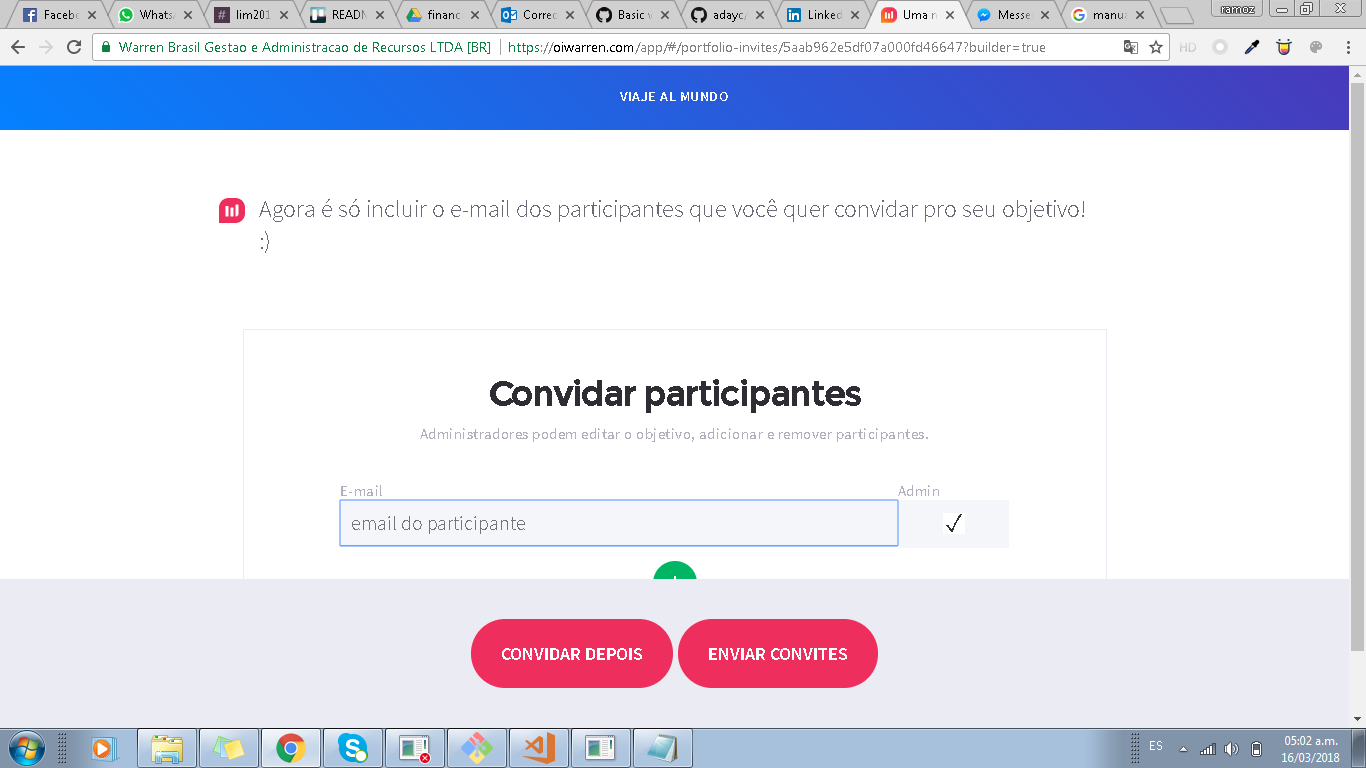 Faceb
Whats
lim201
READM
financ
Correc
Basic
adayc
Linked
Uma
Messe
manu
ramoz
Warren Brasil Gestao e Administracao de Recursos LTDA [BR]
https://oiwarren.com/app/#/portfolio-invites/5aab962e5df07a000fd46647?builder=true
HD
VIAJE AL MUNDO
Agora é só incluir o e-mail dos participantes que você quer convidar pro seu objetivo!
:)
Convidar participantes
Administradores podem editar o objetivo, adicionar e remover participantes.
E-mail
Admin
email do participante
CONVIDAR DEPOIS
ENVIAR CONVITES
ES
05:02 a.m.
16/03/2018